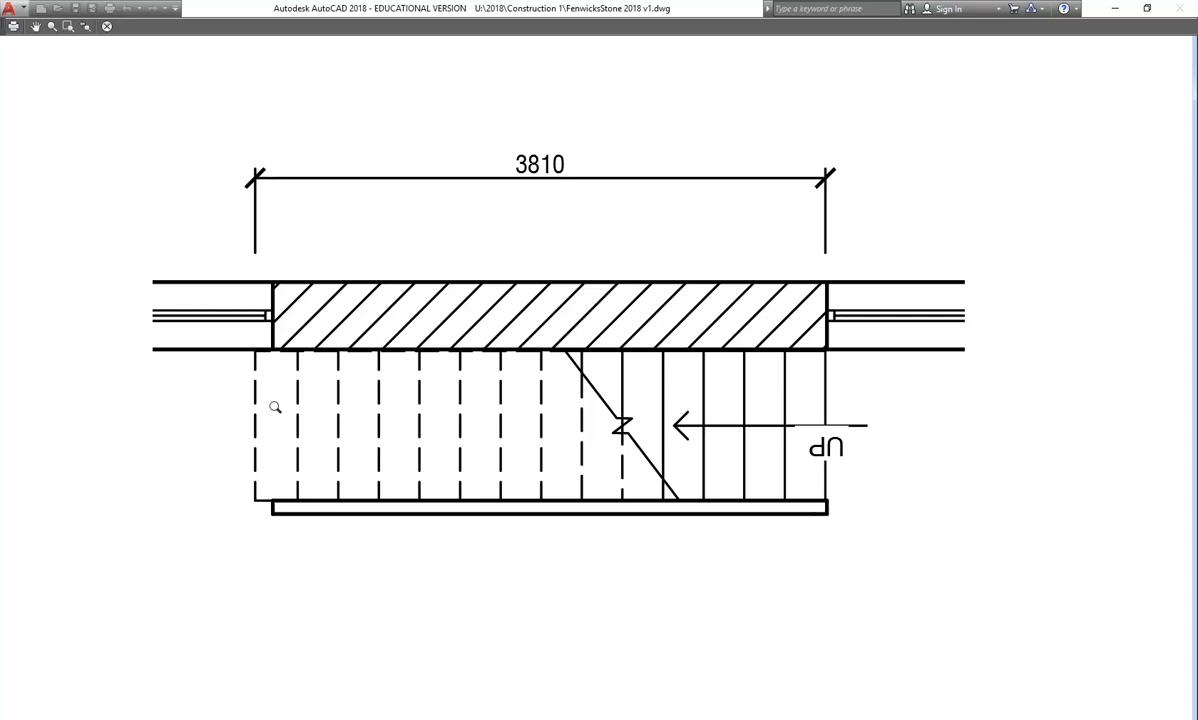 Autodesk AutoCAD 2018 - EDUCATIONAL VERSION U:\2018\Construction 1\FenwicksStone 2018 v1.dwg
Type a keyword or phrase
Sign In
3810
UP